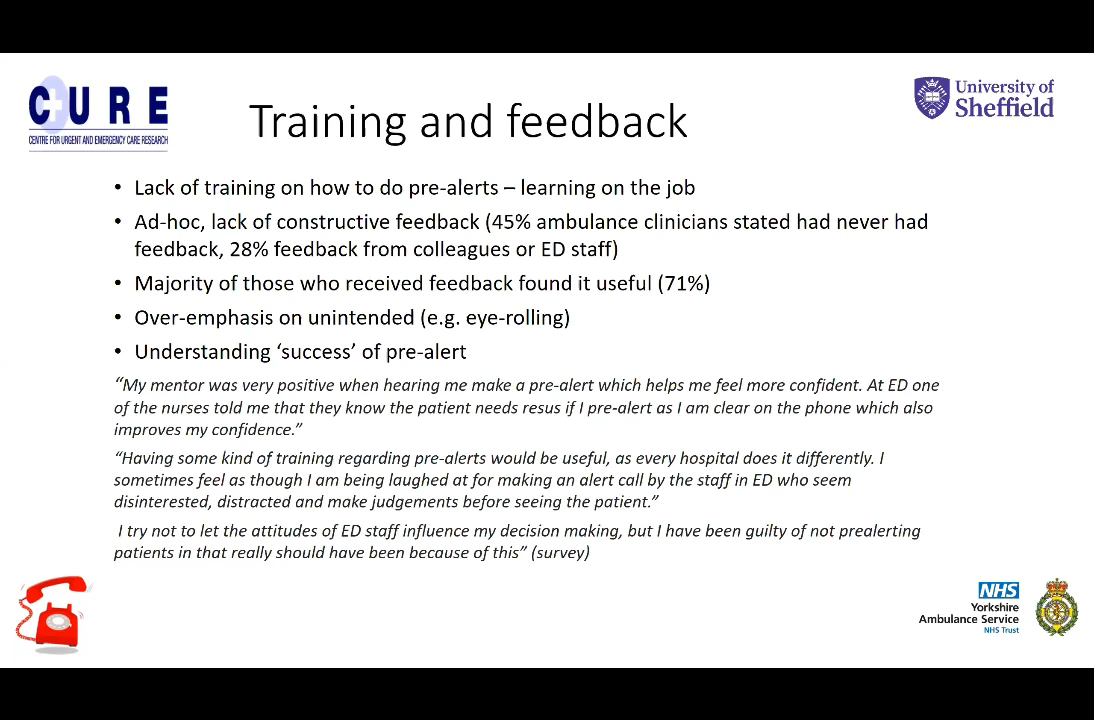 CURE
CENTRE FOR URGENT AND EMERGENCY CARE RESEARCH
Training and feedback
University of
Sheffield
• Lack of training on how to do pre-alerts – learning on the job
• Ad-hoc, lack of constructive feedback (45% ambulance clinicians stated had never had
feedback, 28% feedback from colleagues or ED staff)
• Majority of those who received feedback found it useful (71%)
• Over-emphasis on unintended (e.g. eye-rolling)
• Understanding ‘success’ of pre-alert
“My mentor was very positive when hearing me make a pre-alert which helps me feel more confident. At ED one
of the nurses told me that they know the patient needs resus if I pre-alert as I am clear on the phone which also
improves my confidence.”
“Having some kind of training regarding pre-alerts would be useful, as every hospital does it differently. I
sometimes feel as though I am being laughed at for making an alert call by the staff in ED who seem
disinterested, distracted and make judgements before seeing the patient.”
I try not to let the attitudes of ED staff influence my decision making, but I have been guilty of not prealerting
patients in that really should have been because of this” (survey)
NHS
Yorkshire
Ambulance Service
NHS Trust